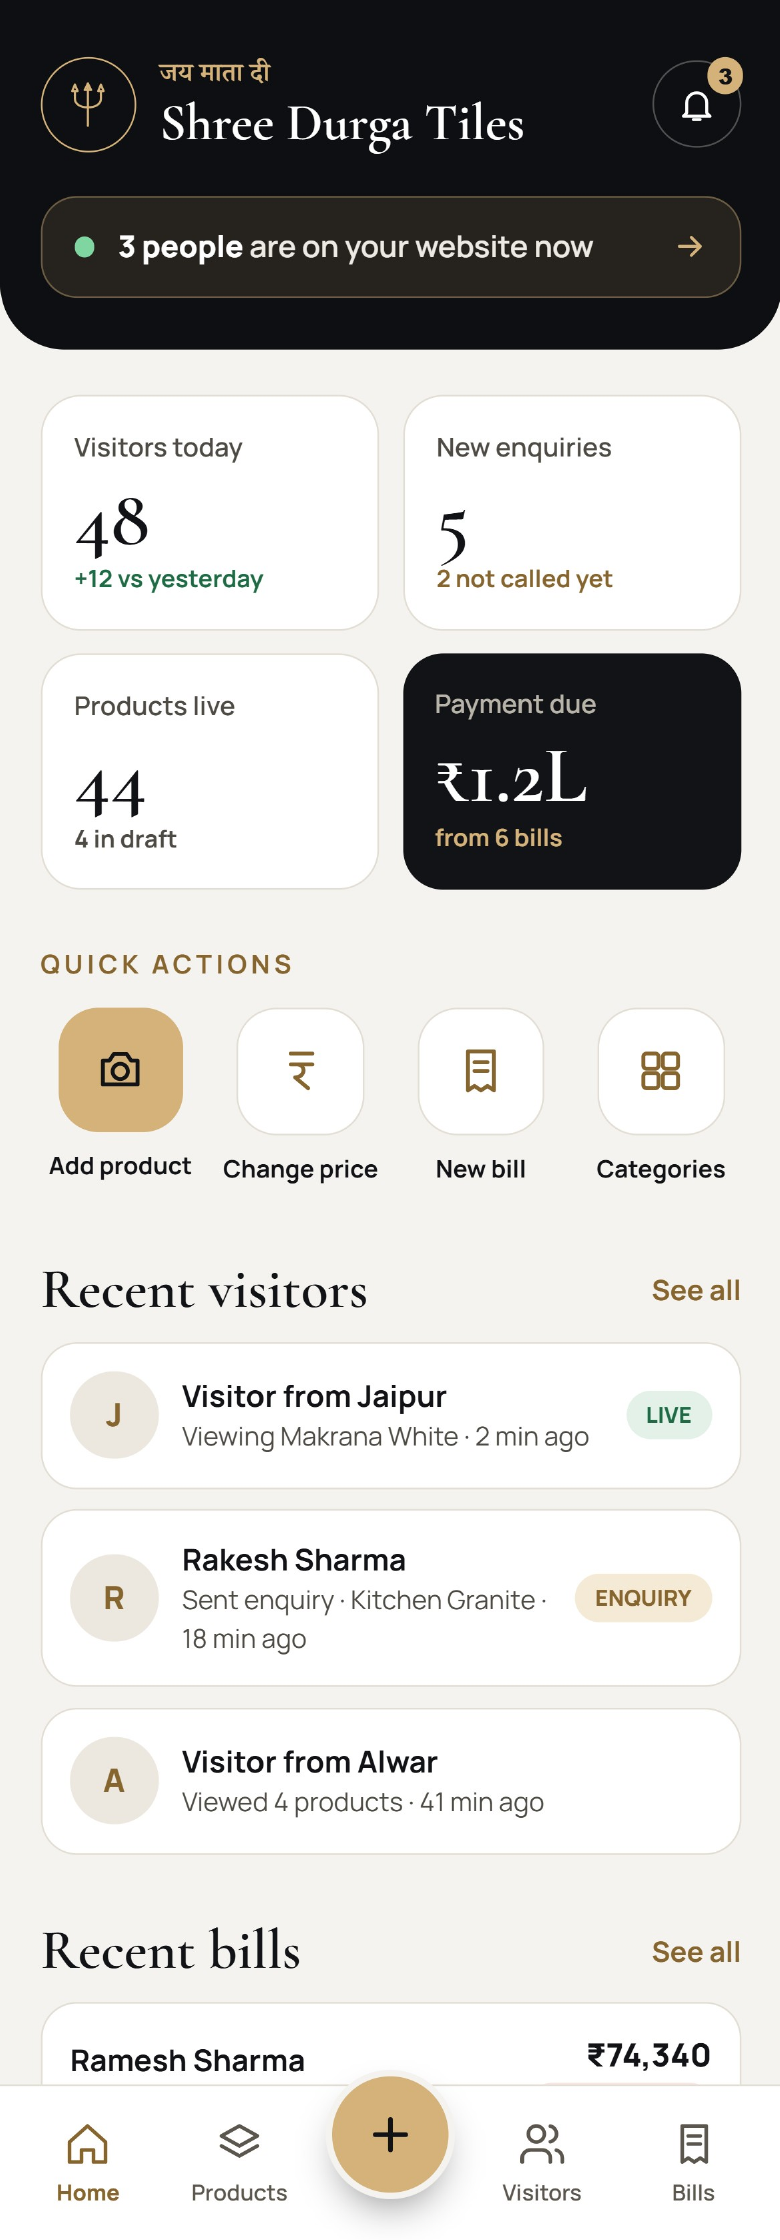 जय माता दी
Shree Durga Tiles
3
3 people are on your website now
Visitors today
48
+12 vs yesterday
New enquiries
5
2 not called yet
Products live
44
4 in draft
Payment due
₹1.2L
from 6 bills
QUICK ACTIONS
Add product
Change price
New bill
Categories
Recent visitors
See all
J
Visitor from Jaipur
Viewing Makrana White · 2 min ago
LIVE
R
Rakesh Sharma
Sent enquiry · Kitchen Granite ·
18 min ago
ENQUIRY
A
Visitor from Alwar
Viewed 4 products · 41 min ago
Recent bills
See all
Ramesh Sharma
₹74,340
Home
Products
Visitors
Bills